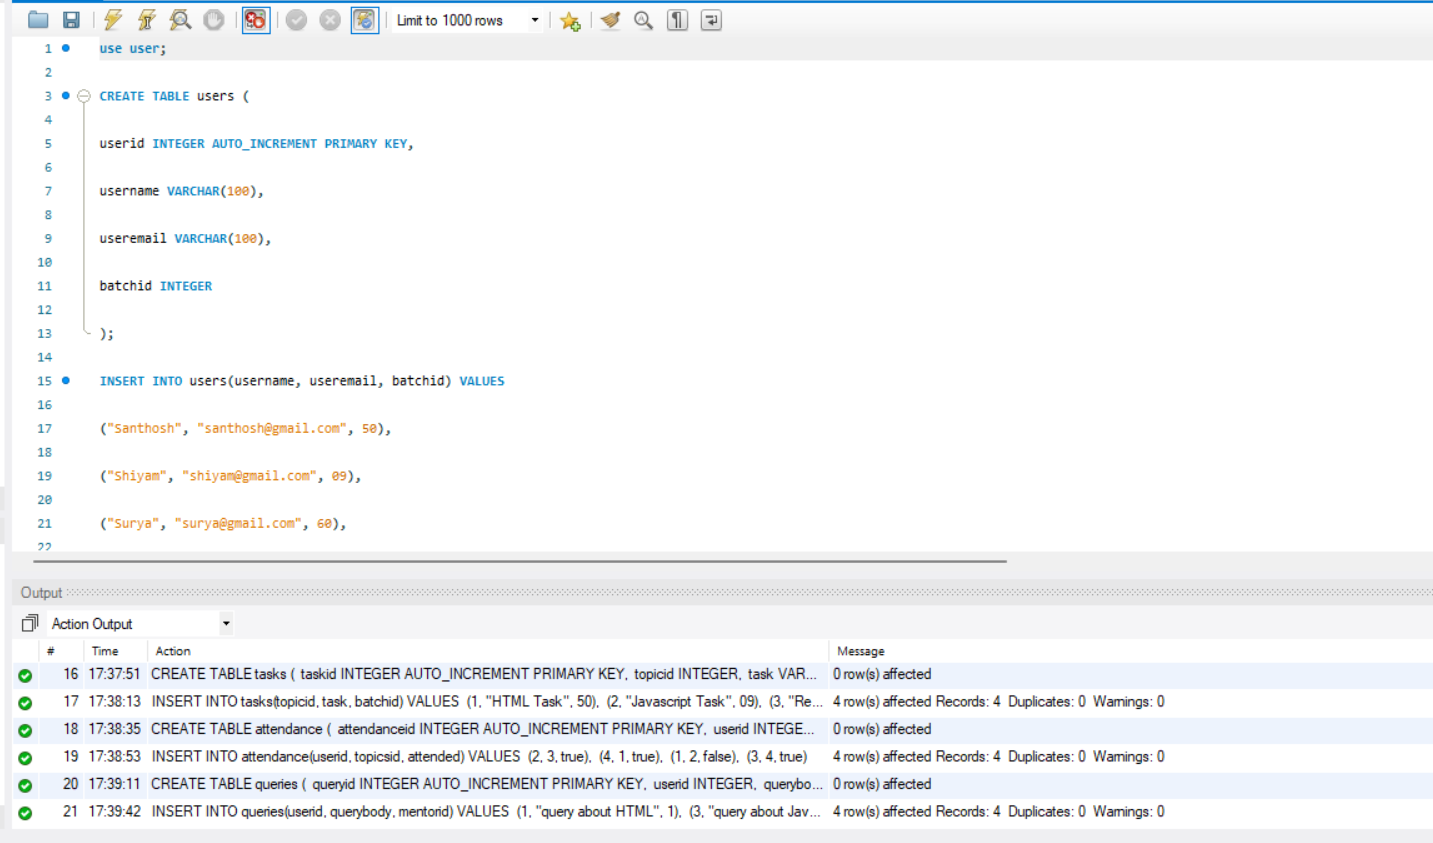 Limit to 1000 rows
1 use user;
2
3 CREATE TABLE users (
4
5 userid INTEGER AUTO_INCREMENT PRIMARY KEY,
6
7 username VARCHAR(100),
8
9 useremail VARCHAR(100),
10
11 batchid INTEGER
12
13 );
14
15 INSERT INTO users(username, useremail, batchid) VALUES
16
17 ("Santhosh", "santhosh@gmail.com", 50),
18
19 ("Shiyam", "shiyam@gmail.com", 09),
20
21 ("Surya", "surya@gmail.com", 60),
22
Output
Action Output
# Time Action Message
16 17:37:51 CREATE TABLE tasks ( taskid INTEGER AUTO_INCREMENT PRIMARY KEY, topicid INTEGER, task VAR... 0 row(s) affected
17 17:38:13 INSERT INTO tasks(topicid, task, batchid) VALUES (1, "HTML Task", 50), (2, "Javascript Task", 09), (3, "Re... 4 row(s) affected Records: 4 Duplicates: 0 Warnings: 0
18 17:38:35 CREATE TABLE attendance ( attendanceid INTEGER AUTO_INCREMENT PRIMARY KEY, userid INTEGE... 0 row(s) affected
19 17:38:53 INSERT INTO attendance(userid, topicsid, attended) VALUES (2, 3, true), (4, 1, true), (1, 2, false), (3, 4, true) 4 row(s) affected Records: 4 Duplicates: 0 Warnings: 0
20 17:39:11 CREATE TABLE queries ( queryid INTEGER AUTO_INCREMENT PRIMARY KEY, userid INTEGER, querybo... 0 row(s) affected
21 17:39:42 INSERT INTO queries(userid, querybody, mentorid) VALUES (1, "query about HTML", 1), (3, "query about Jav... 4 row(s) affected Records: 4 Duplicates: 0 Warnings: 0